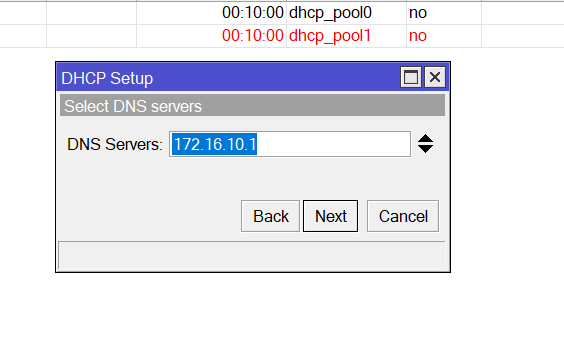 00:10:00 dhcp_pool0 no
00:10:00 dhcp_pool1 no
DHCP Setup
Select DNS servers
DNS Servers: 172.16.10.1
Back Next Cancel